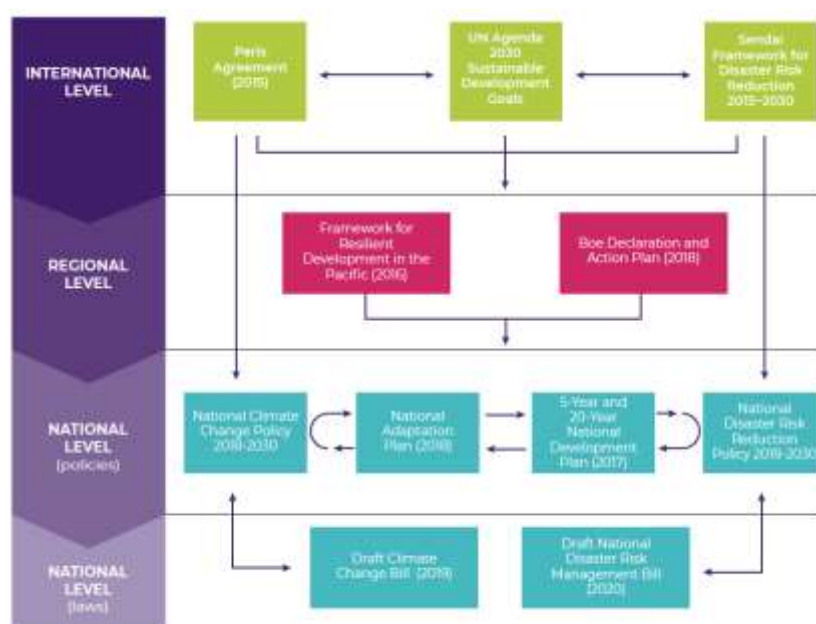 INTERNATIONAL
LEVEL
Paris
Agreement
(2015)
UN Agenda
2030
Sustainable
Development
Goals
Sendai
Framework for
Disaster Risk
Reduction
2015-2030
REGIONAL
LEVEL
Framework for
Resilient
Development in the
Pacific (2016)
Boe Declaration and
Action Plan (2018)
NATIONAL
LEVEL
(policies)
National Climate
Change Policy
2018-2030
National
Adaptation
Plan (2018)
5-Year and
20-Year
National
Development
Plan (2017)
National
Disaster Risk
Reduction
Policy 2019-2030
NATIONAL
LEVEL
(laws)
Draft Climate
Change Bill (2019)
Draft National
Disaster Risk
Management Bill
(2020)